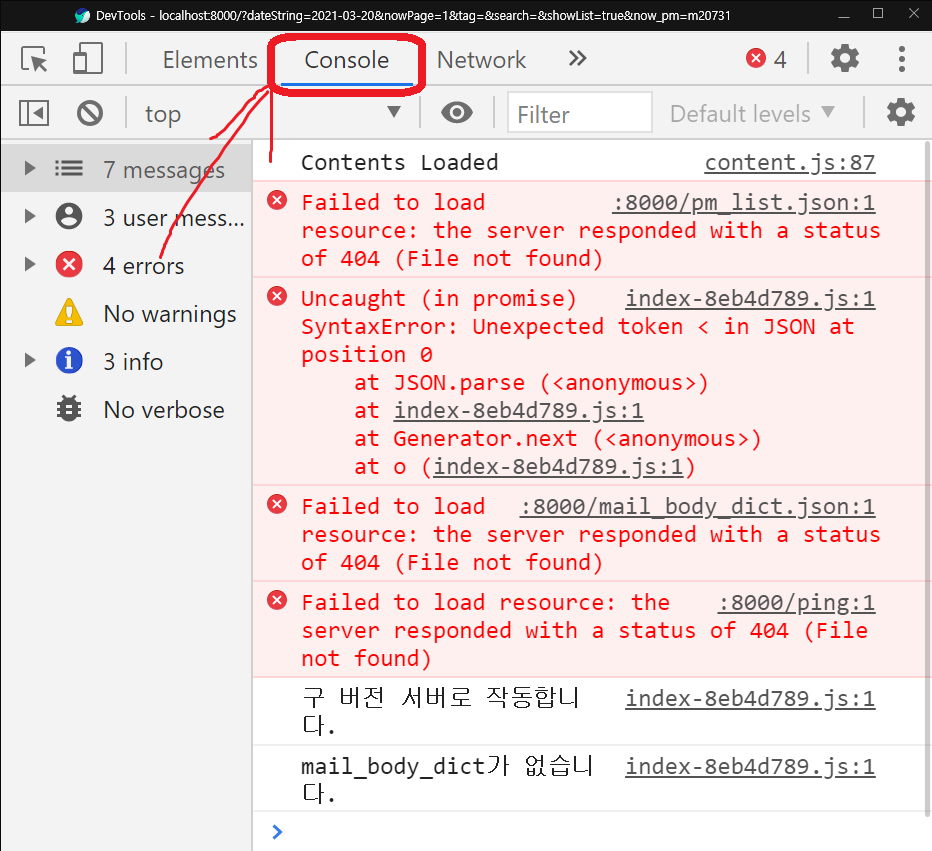 DevTools - localhost:8000/?dateString=2021-03-20&nowPage=1&tag=&search=&showList=true&now_pm=m20731
Elements Console Network » 4
top Filter Default levels
7 messages
3 user mess...
4 errors
No warnings
3 info
No verbose
Contents Loaded content.js:87
Failed to load :8000/pm_list.json:1
resource: the server responded with a status
of 404 (File not found)
Uncaught (in promise) index-8eb4d789.js:1
SyntaxError: Unexpected token < in JSON at
position 0
at JSON.parse (<anonymous>)
at index-8eb4d789.js:1
at Generator.next (<anonymous>)
at o (index-8eb4d789.js:1)
Failed to load :8000/mail_body_dict.json:1
resource: the server responded with a status
of 404 (File not found)
Failed to load resource: the :8000/ping:1
server responded with a status of 404 (File
not found)
구 버전 서버로 작동합니 index-8eb4d789.js:1
다.
mail_body_dict가 없습니 index-8eb4d789.js:1
다.